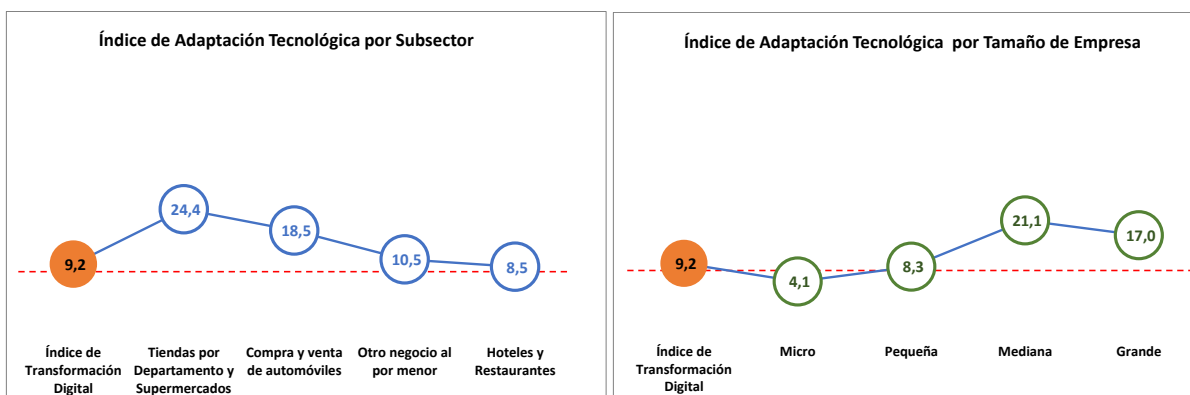 Índice de Adaptación Tecnológica por Subsector
24,4
18,5
9,2
10,5
8,5
Índice de
Transformación
Digital
Tiendas por
Departamento y
Supermercados
Compra y venta
de automóviles
Otro negocio al
por menor
Hoteles y
Restaurantes
Índice de Adaptación Tecnológica  por Tamaño de Empresa
9,2
4,1
8,3
21,1
17,0
Índice de
Transformación
Digital
Micro
Pequeña
Mediana
Grande